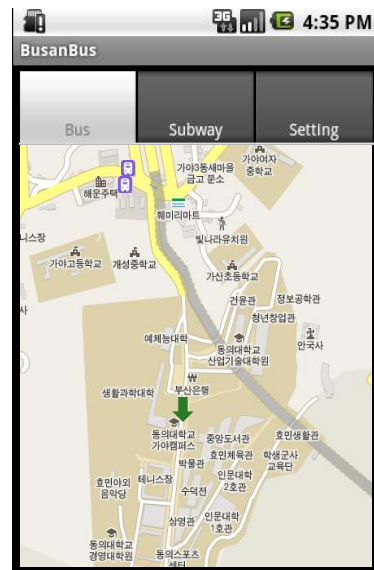 3G
4:35 PM
BusanBus
Bus
Subway
Setting
가야3동새마을
금고 분소
가야여자
중학교
해운주택
훼미리마트
빛나라유치원
니스장
가야고등학교
개성중학교
가산초등학교
건윤관
정보공학관
청년창업관
예체능대학
동의대학교
산업기술대학원
안국사
생활과학대학
부산은행
동의대학교
가야캠퍼스
중앙도서관
효민생활관
박물관
효민체육관
학생군사
교육단
효민야외
음악당
테니스장
인문대학
2호관
수덕전
상영관
인문대학
1호관
동의대학교
경영대학원
동의스포츠
센터